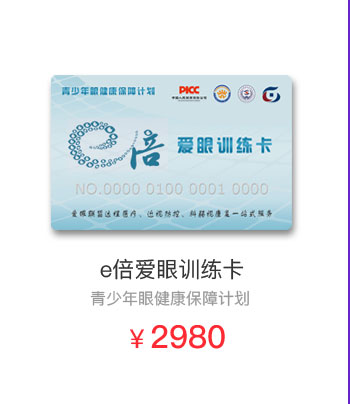 青少年眼健康保障计划
PICC
e倍 爱眼训练卡
NO.0000 0100 0001 0000
e倍爱眼训练卡
青少年眼健康保障计划
¥ 2980